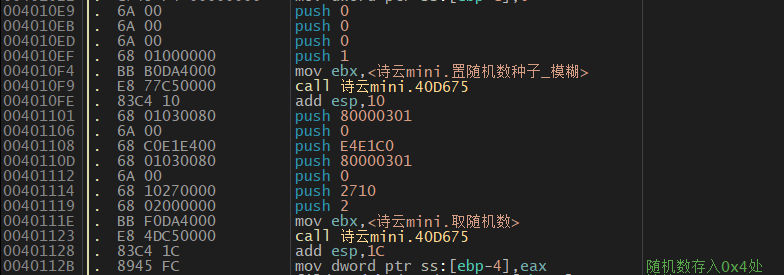 004010E9 . 6A 00 push 0
004010EB . 6A 00 push 0
004010ED . 6A 00 push 0
004010EF . 68 01000000 push 1
004010F4 . BB B0DA4000 mov ebx,<诗云mini.置随机数种子_模糊>
004010F9 . E8 77C50000 call 诗云mini.40D675
004010FE . 83C4 10 add esp,10
00401101 . 68 01030080 push 80000301
00401106 . 6A 00 push 0
00401108 . 68 C0E1E400 push E4E1C0
0040110D . 68 01030080 push 80000301
00401112 . 6A 00 push 0
00401114 . 68 10270000 push 2710
00401119 . 68 02000000 push 2
0040111E . BB F0DA4000 mov ebx,<诗云mini.取随机数>
00401123 . E8 4DC50000 call 诗云mini.40D675
00401128 . 83C4 1C add esp,1C
0040112B . 8945 FC mov dword ptr ss:[ebp-4],eax 随机数存入0x4处